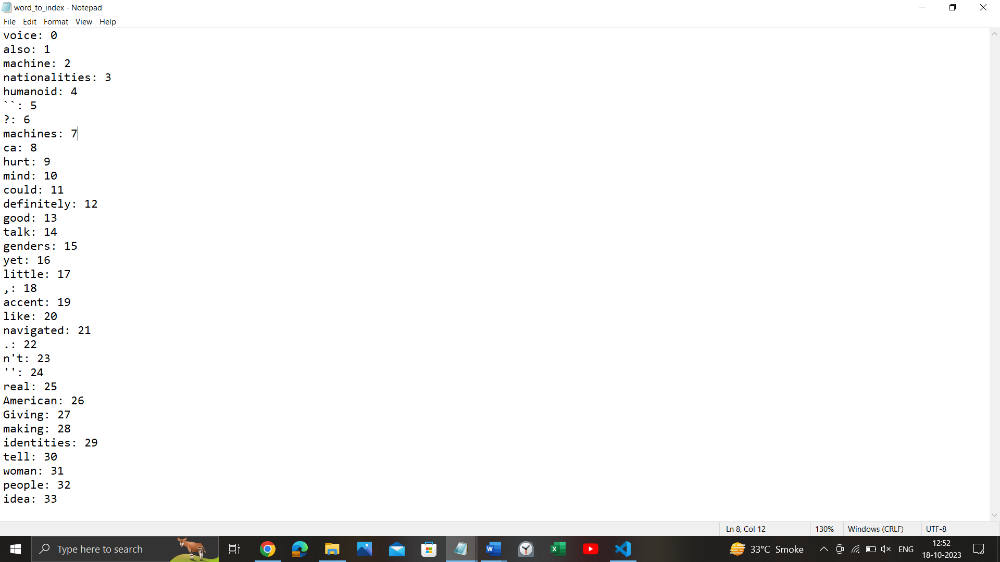 word_to_index - Notepad
File Edit Format View Help
voice: 0
also: 1
machine: 2
nationalities: 3
humanoid: 4
``: 5
?: 6
machines: 7
ca: 8
hurt: 9
mind: 10
could: 11
definitely: 12
good: 13
talk: 14
genders: 15
yet: 16
little: 17
,: 18
accent: 19
like: 20
navigated: 21
.: 22
n't: 23
'': 24
real: 25
American: 26
Giving: 27
making: 28
identities: 29
tell: 30
woman: 31
people: 32
idea: 33
Ln 8, Col 12 130% Windows (CRLF) UTF-8
Type here to search
33°C Smoke
ENG
12:52
18-10-2023